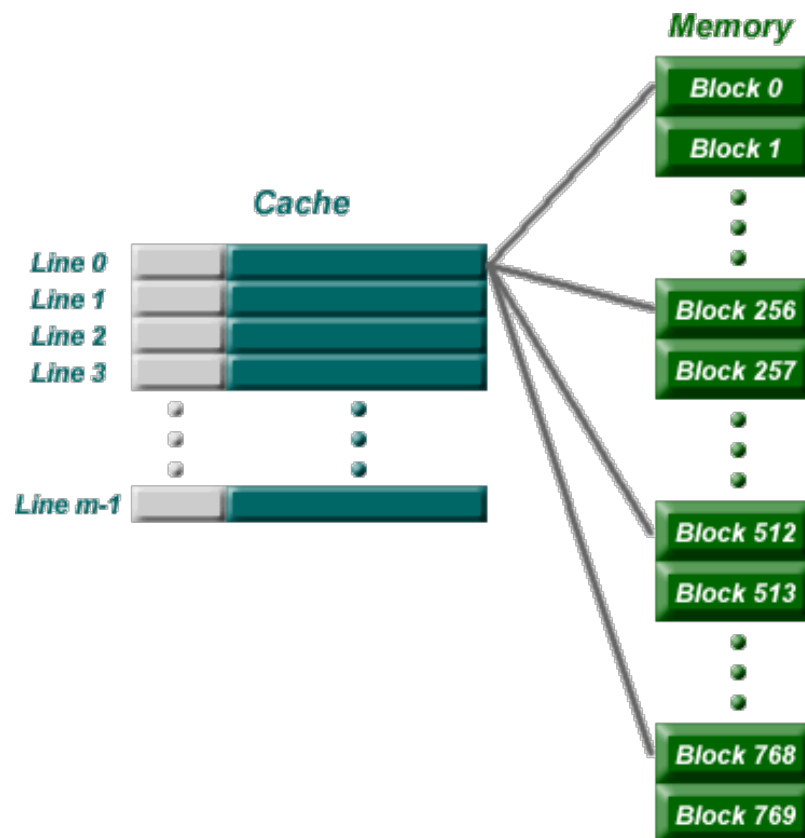 Memory
Block 0
Block 1
Cache
Line 0
Line 1
Line 2
Line 3
Line m-1
Block 256
Block 257
Block 512
Block 513
Block 768
Block 769